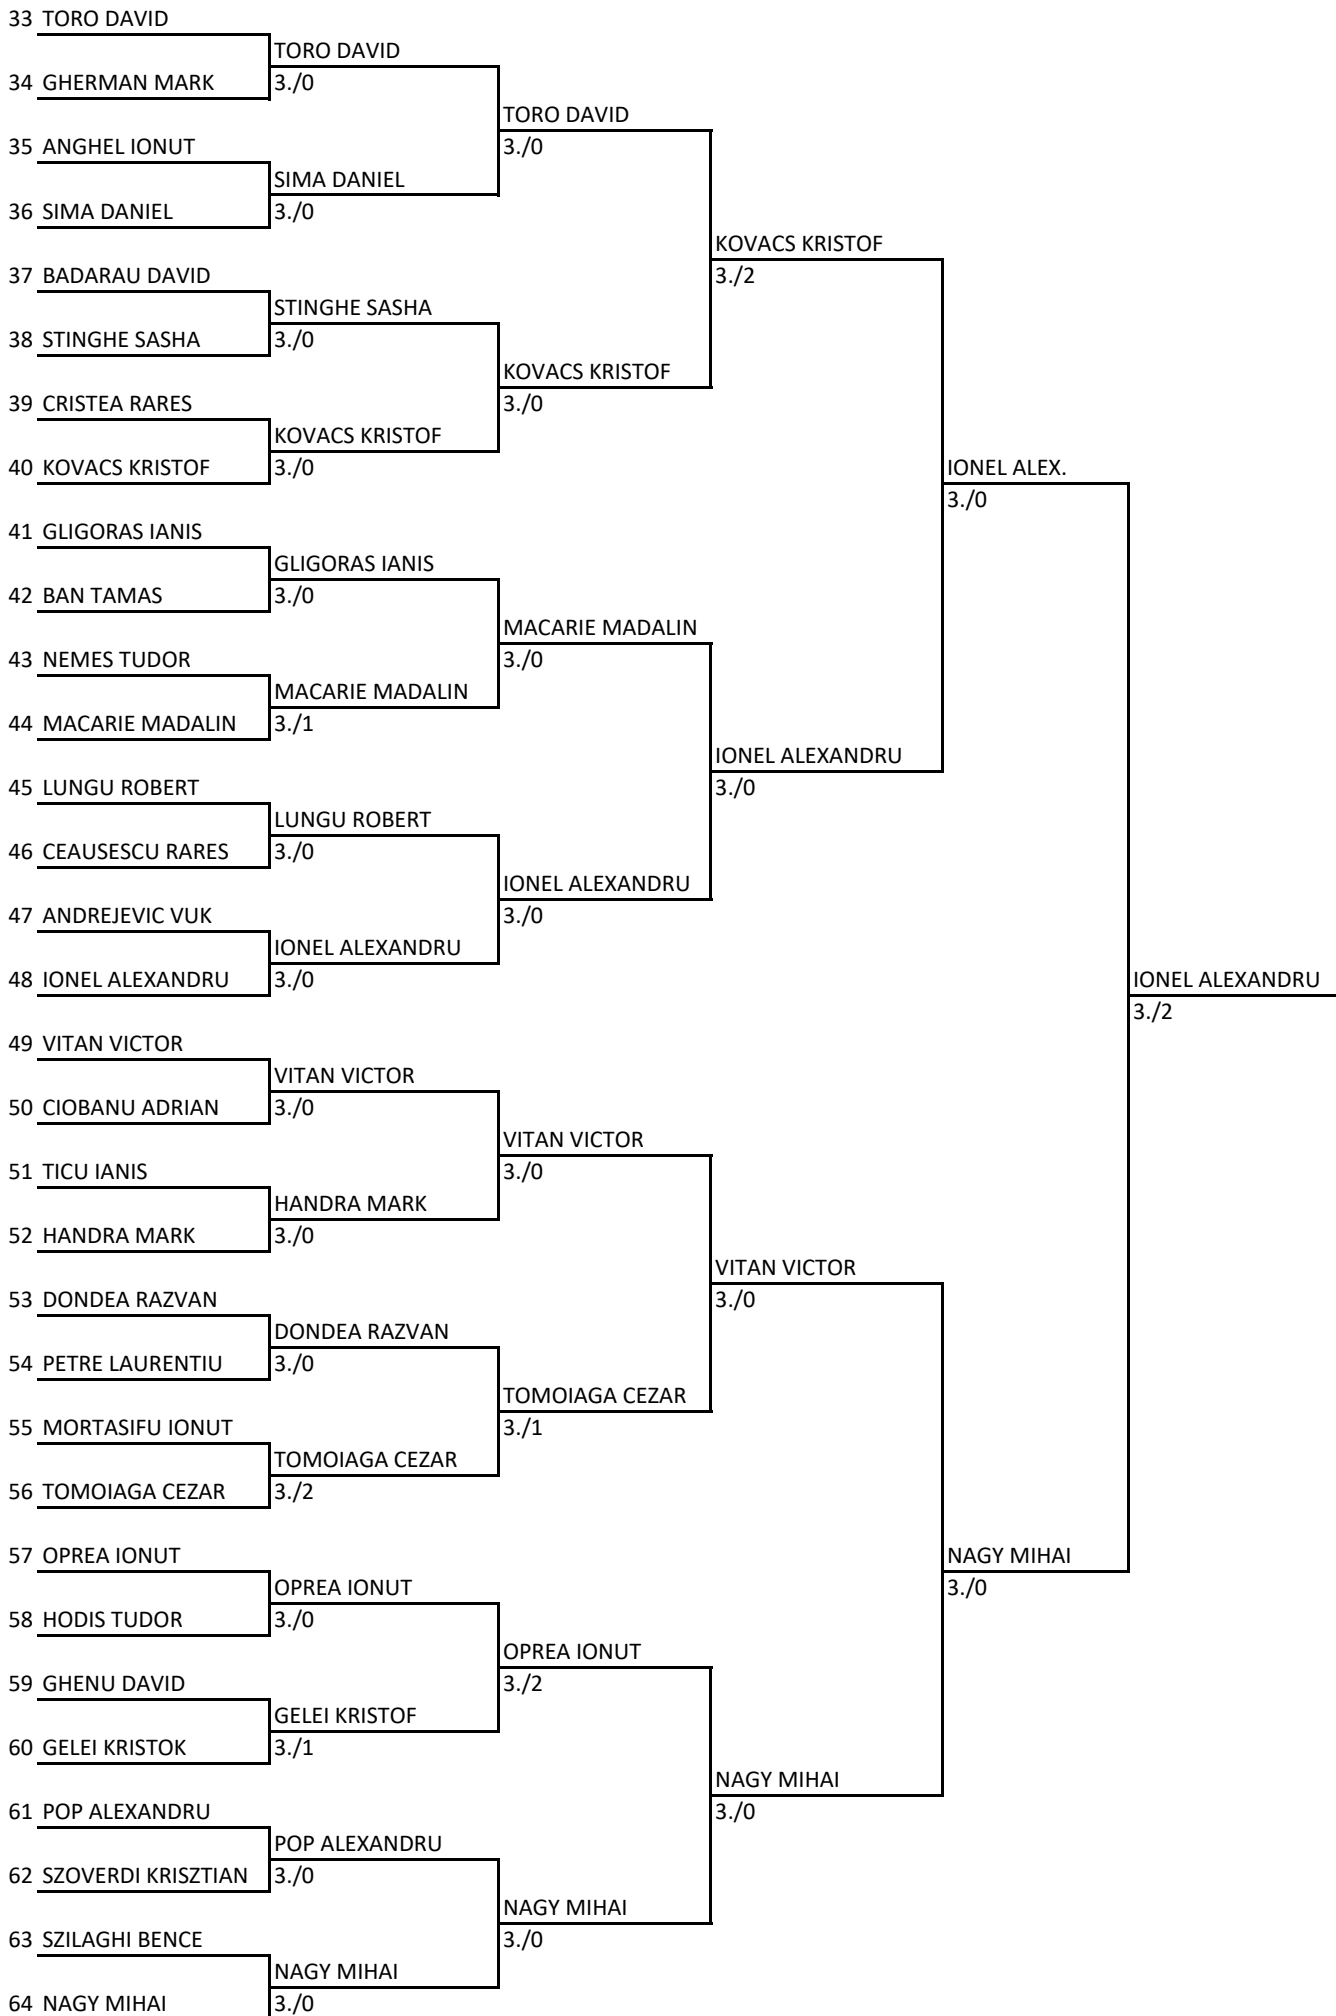 33 TORO DAVID
TORO DAVID
34 GHERMAN MARK
3./0
TORO DAVID
35 ANGHEL IONUT
3./0
SIMA DANIEL
36 SIMA DANIEL
3./0
KOVACS KRISTOF
37 BADARAU DAVID
3./2
STINGHE SASHA
38 STINGHE SASHA
3./0
KOVACS KRISTOF
39 CRISTEA RARES
3./0
KOVACS KRISTOF
40 KOVACS KRISTOF
3./0
IONEL ALEX.
3./0
41 GLIGORAS IANIS
GLIGORAS IANIS
42 BAN TAMAS
3./0
MACARIE MADALIN
43 NEMES TUDOR
3./0
MACARIE MADALIN
44 MACARIE MADALIN
3./1
IONEL ALEXANDRU
45 LUNGU ROBERT
3./0
LUNGU ROBERT
46 CEAUSESCU RARES
3./0
IONEL ALEXANDRU
47 ANDREJEVIC VUK
3./0
IONEL ALEXANDRU
48 IONEL ALEXANDRU
3./0
IONEL ALEXANDRU
3./2
49 VITAN VICTOR
VITAN VICTOR
50 CIOBANU ADRIAN
3./0
VITAN VICTOR
51 TICU IANIS
3./0
HANDRA MARK
52 HANDRA MARK
3./0
VITAN VICTOR
53 DONDEA RAZVAN
3./0
DONDEA RAZVAN
54 PETRE LAURENTIU
3./0
TOMOIAGA CEZAR
55 MORTASIFU IONUT
3./1
TOMOIAGA CEZAR
56 TOMOIAGA CEZAR
3./2
57 OPREA IONUT
NAGY MIHAI
3./0
OPREA IONUT
58 HODIS TUDOR
3./0
OPREA IONUT
59 GHENU DAVID
3./2
GELEI KRISTOF
60 GELEI KRISTOK
3./1
NAGY MIHAI
61 POP ALEXANDRU
3./0
POP ALEXANDRU
62 SZOVERDI KRISZTIAN
3./0
NAGY MIHAI
63 SZILAGHI BENCE
3./0
NAGY MIHAI
64 NAGY MIHAI
3./0